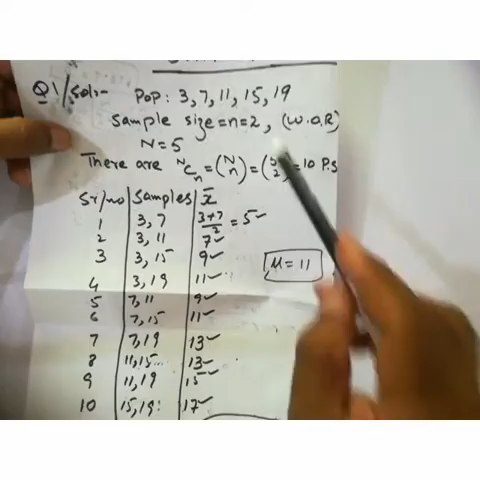 Q1/Sol:- Pop: 3, 7, 11, 15, 19
Sample size = n = 2, (W.O.R)
N = 5
There are ᴺCₙ = (N n) = (5 2) = 10 P.S
Sr/no Samples x̄
1 3, 7 3+7/2 = 5✓
2 3, 11 7✓
3 3, 15 9✓
4 3, 19 11✓
5 7, 11 9✓
6 7, 15 11✓
7 7, 19 13✓
8 11, 15 13✓
9 11, 19 15✓
10 15, 19 17✓
μ = 11